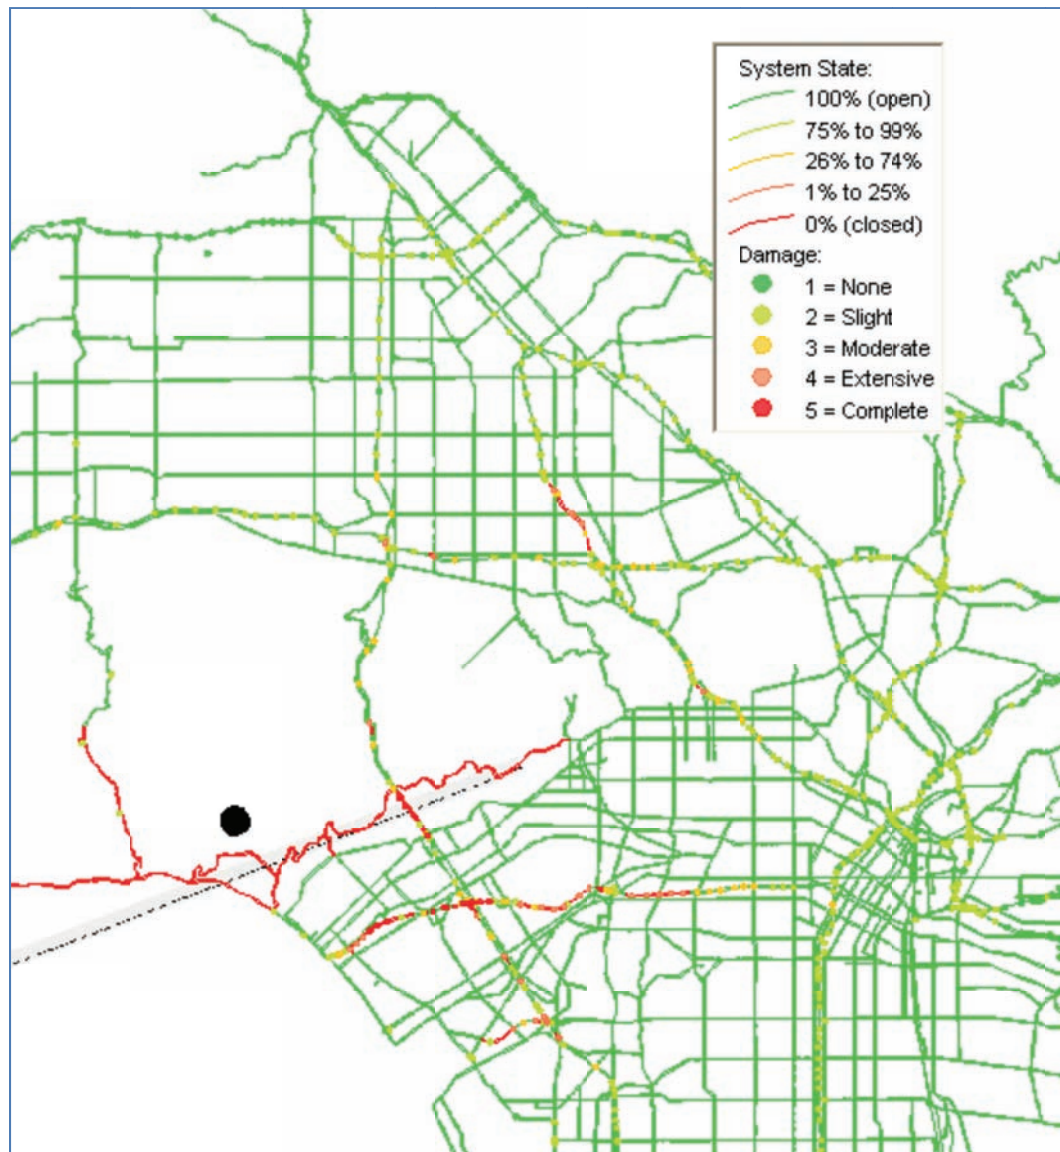 System State:
100% (open)
75% to 99%
26% to 74%
1% to 25%
0% (closed)
Damage:
1 = None
2 = Slight
3 = Moderate
4 = Extensive
5 = Complete